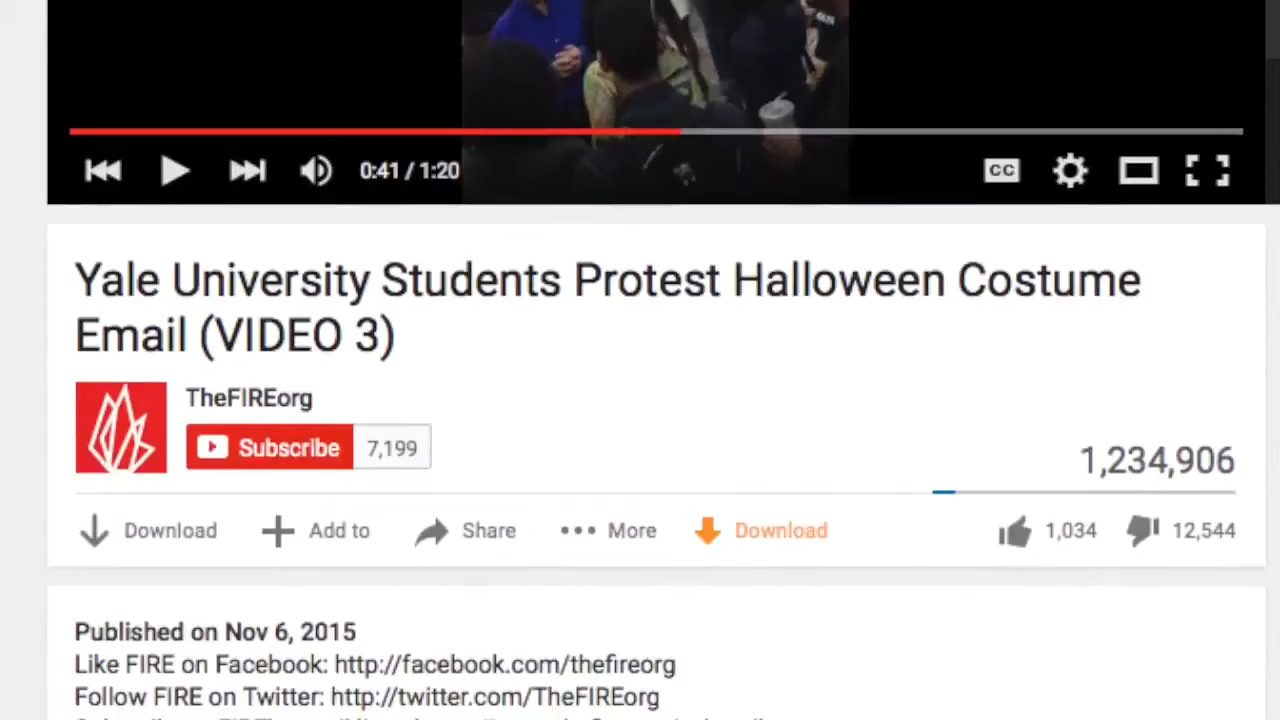 0:41 / 1:20
CC
Yale University Students Protest Halloween Costume
Email (VIDEO 3)
TheFIREorg
Subscribe 7,199
1,234,906
Download Add to Share More Download 1,034 12,544
Published on Nov 6, 2015
Like FIRE on Facebook: http://facebook.com/thefireorg
Follow FIRE on Twitter: http://twitter.com/TheFIREorg